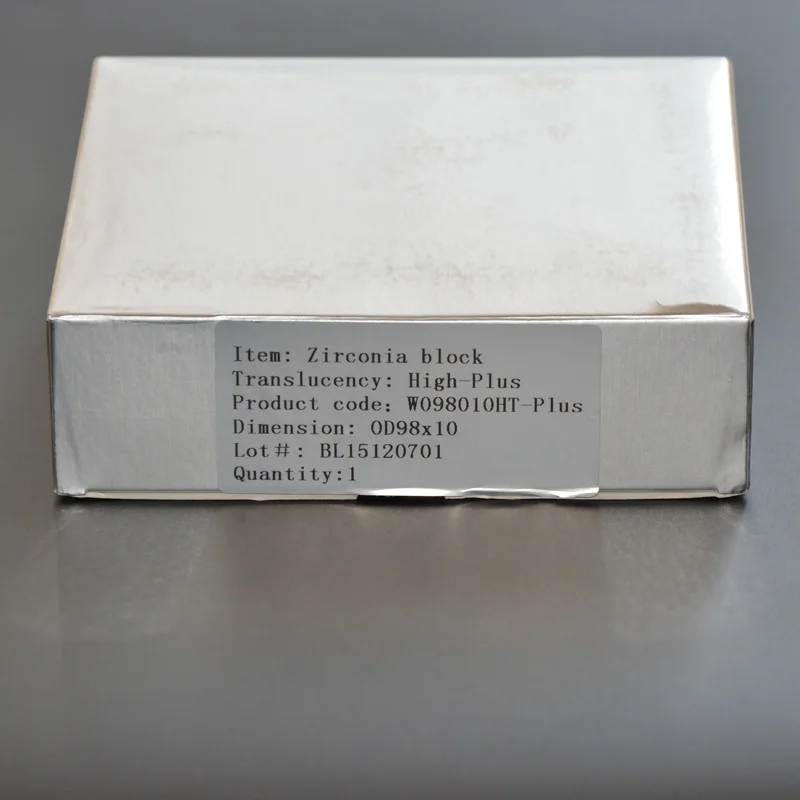 Item: Zirconia block
Translucency: High-Plus
Product code: W098010HT-Plus
Dimension: OD98x10
Lot#: BL15120701
Quantity:1